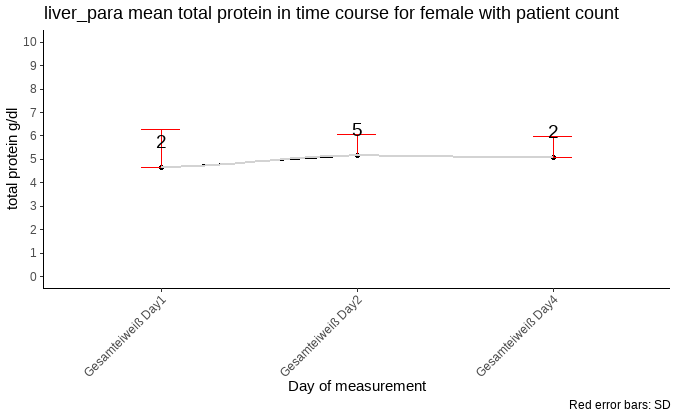 liver_para mean total protein in time course for female with patient count
total protein g/dl
10
9
8
7
6
5
4
3
2
1
0
2
5
2
Gesamteiweiß Day1
Gesamteiweiß Day2
Gesamteiweiß Day4
Day of measurement
Red error bars: SD